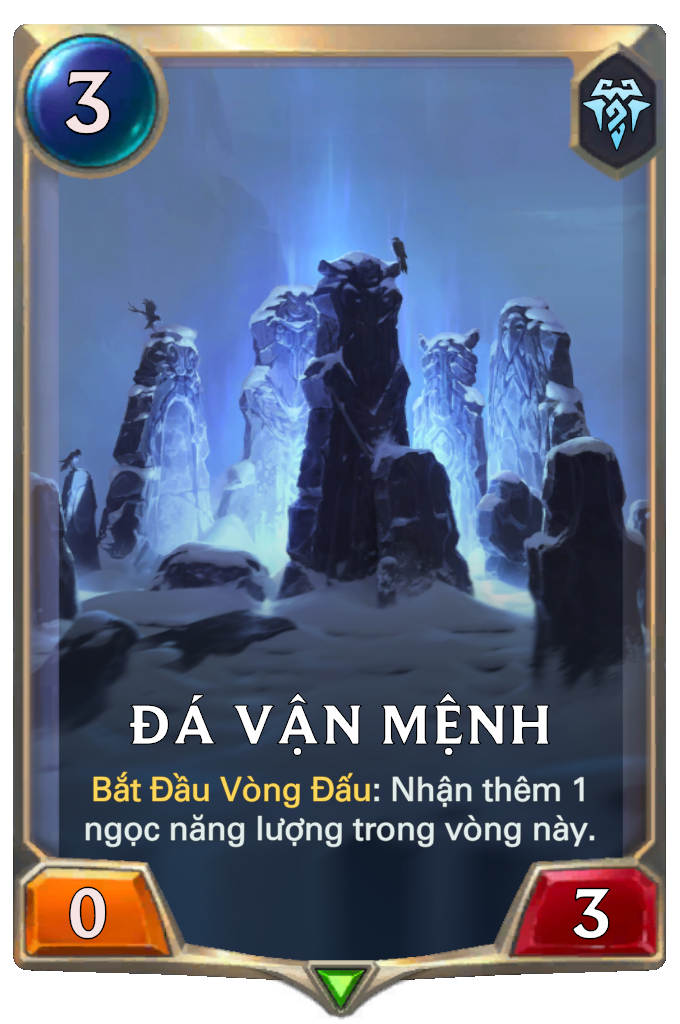 3
ĐÁ VẬN MỆNH
Bắt Đầu Vòng Đấu: Nhận thêm 1
ngọc năng lượng trong vòng này.
0
3